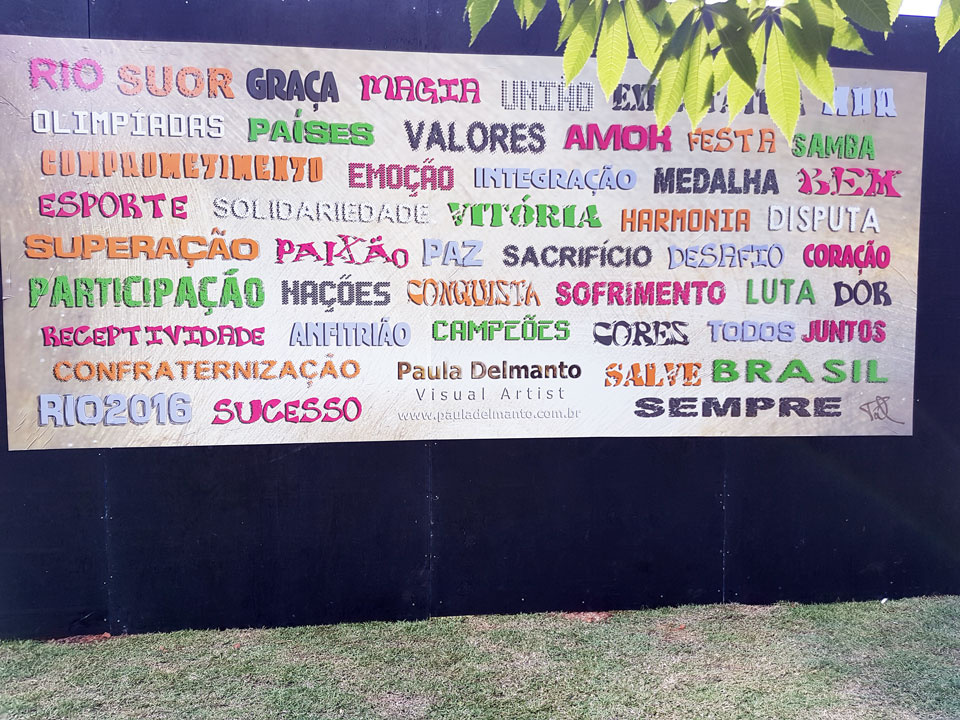 RIO SUOR GRAÇA MAGIA UNIÃO
OLIMPÍADAS PAÍSES VALORES AMOR FESTA SAMBA
COMPROMETIMENTO EMOÇÃO INTEGRAÇÃO MEDALHA BEM
ESPORTE SOLIDARIEDADE VITÓRIA HARMONIA DISPUTA
SUPERAÇÃO PAIXÃO PAZ SACRIFÍCIO DESAFIO CORAÇÃO
PARTICIPAÇÃO NAÇÕES CONQUISTA SOFRIMENTO LUTA DOR
RECEPTIVIDADE ANFITRIÃO CAMPEÕES CORES TODOS JUNTOS
CONFRATERNIZAÇÃO Paula Delmanto SALVE BRASIL
Visual Artist
RIO2016 SUCESSO www.pauladelmanto.com.br SEMPRE